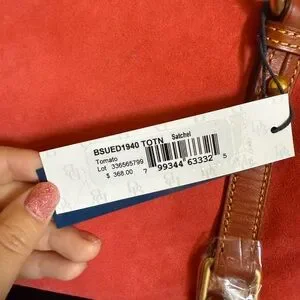 BSUED1940 TOTN Satchel
Tomato
Lot 336565799
$ 368.00
7 99344 63332 5